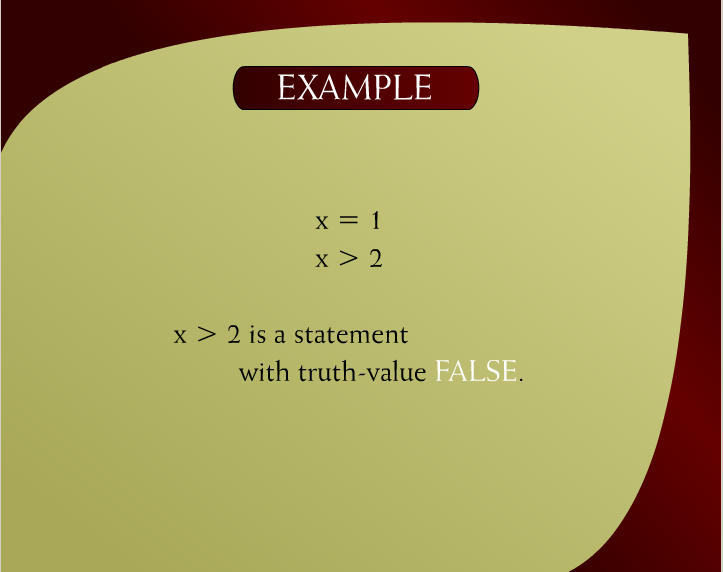 EXAMPLE
x = 1
x > 2
x > 2 is a statement
with truth-value FALSE.